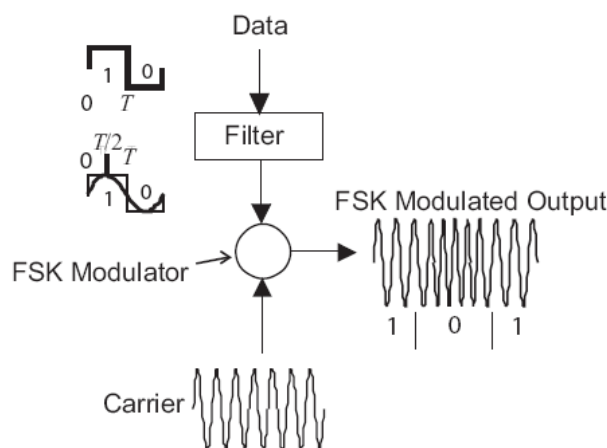 Data
1 0
0 T
Filter
0 T/2 T
1 0
FSK Modulated Output
FSK Modulator
1 0 1
Carrier